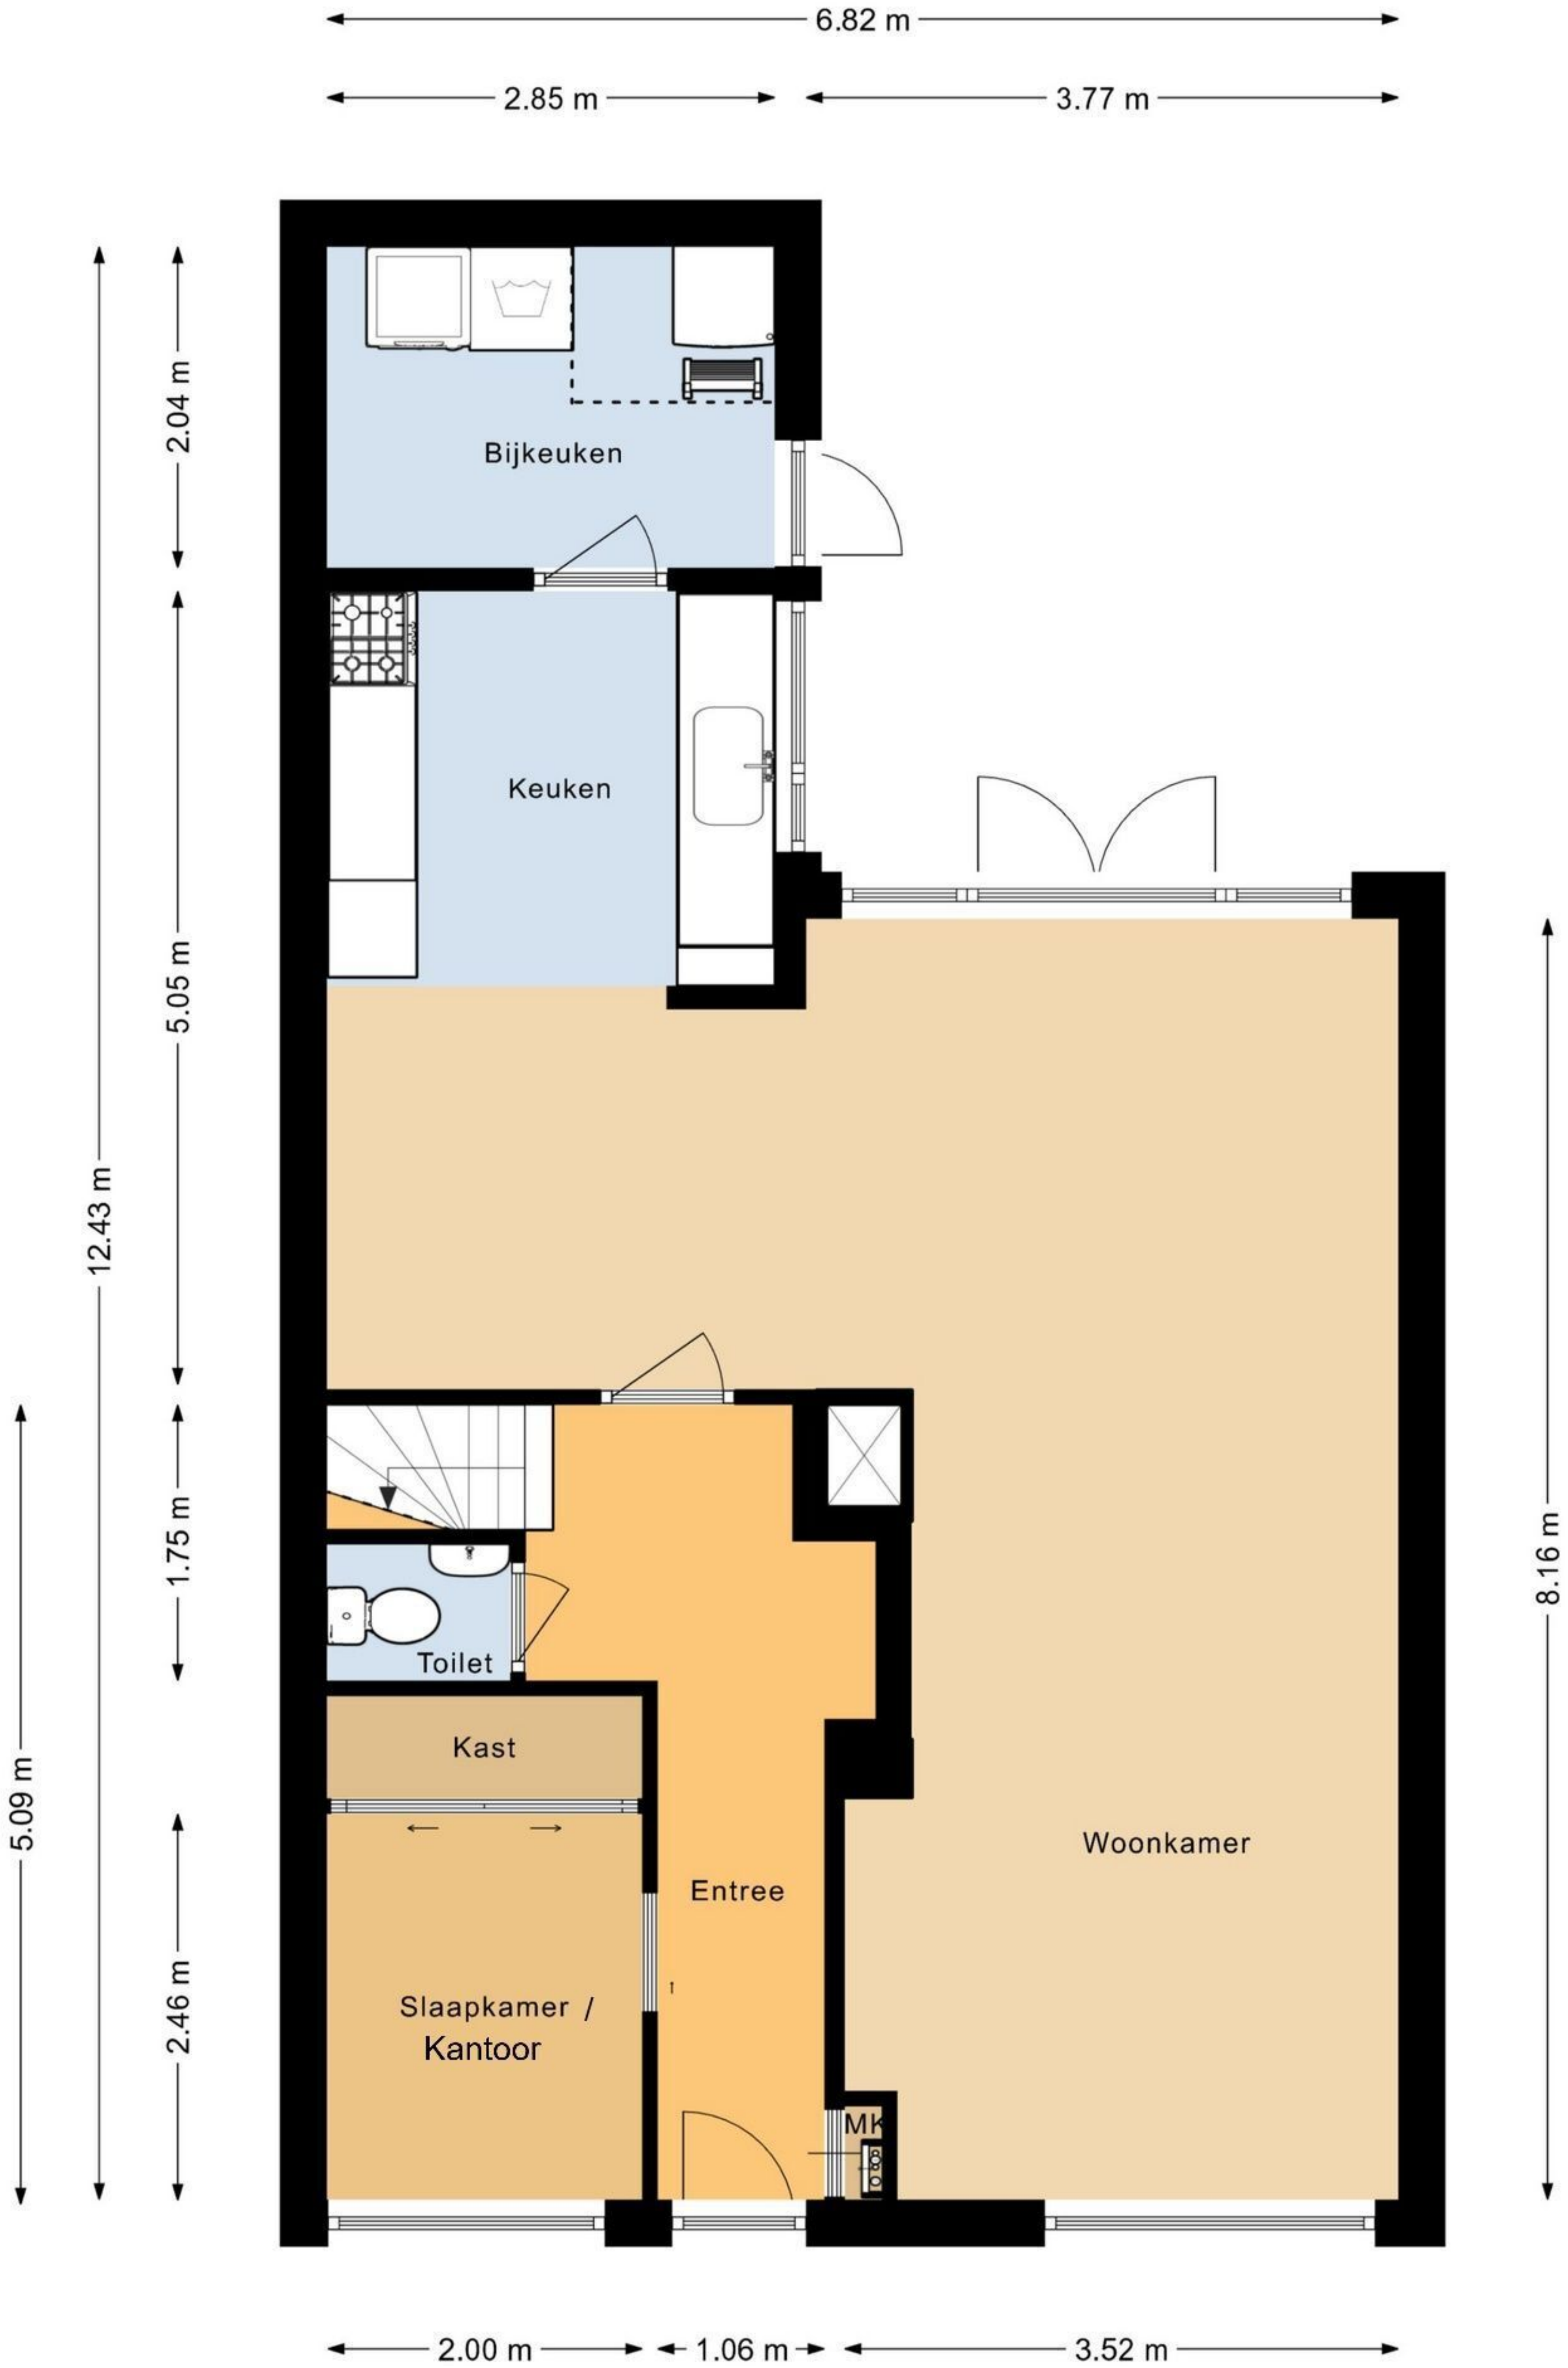 6.82 m
2.85 m
3.77 m
2.04 m
Bijkeuken
Keuken
5.05 m
12.43 m
1.75 m
8.16 m
Toilet
Kast
5.09 m
Woonkamer
Entree
2.46 m
Slaapkamer /
Kantoor
MK
2.00 m
1.06 m
3.52 m